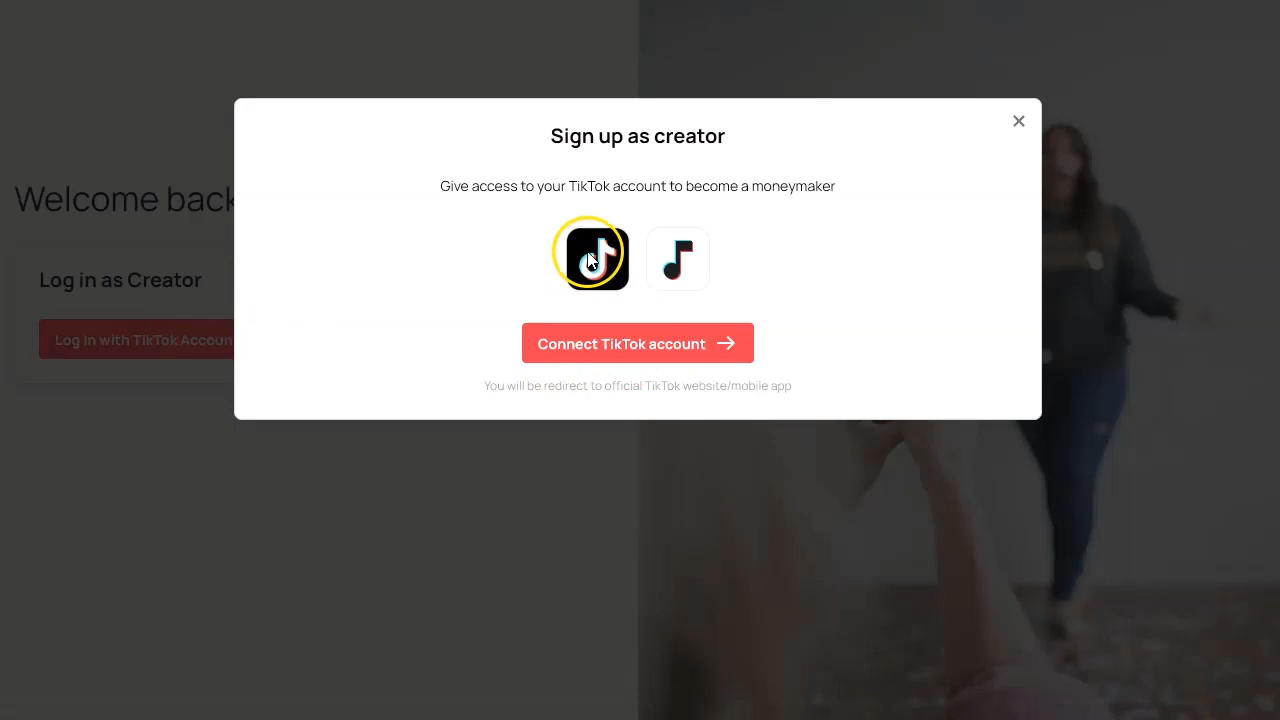 Sign up as creator
Give access to your TikTok account to become a moneymaker
Welcome back
Log in as Creator
Log In with TikTok Accoun
Connect TikTok account
You will be redirect to official TikTok website/mobile app